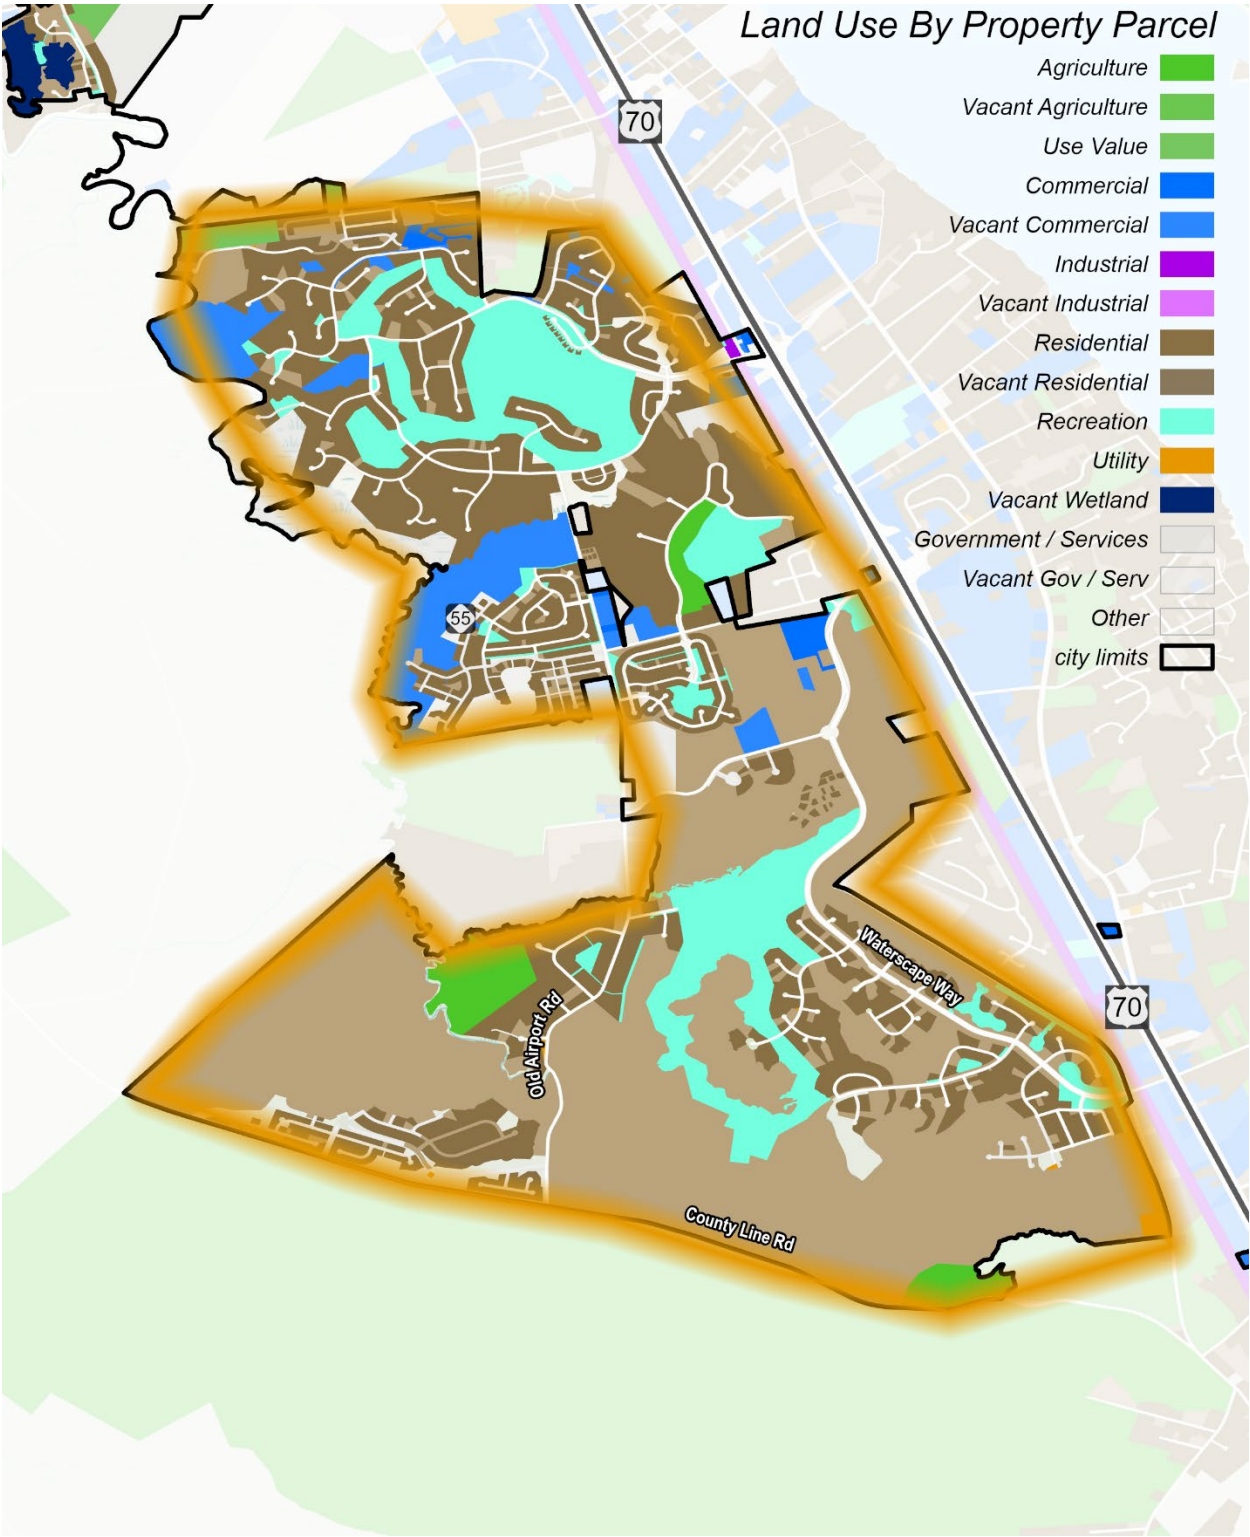 Land Use By Property Parcel
Agriculture
Vacant Agriculture
Use Value
Commercial
Vacant Commercial
Industrial
Vacant Industrial
Residential
Vacant Residential
Recreation
Utility
Vacant Wetland
Government / Services
Vacant Gov / Serv
Other
city limits
70
55
Waterscape Way
70
Old Airport Rd
County Line Rd